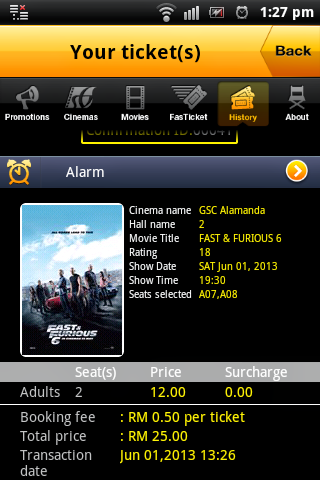 1:27 pm
Your ticket(s)
Back
Promotions Cinemas Movies FasTicket History About
Confirmation ID:00041
Alarm
Cinema name GSC Alamanda
Hall name 2
Movie Title FAST & FURIOUS 6
Rating 18
Show Date SAT Jun 01, 2013
Show Time 19:30
Seats selected A07,A08
FAST &
FURIOUS
6
Seat(s) Price Surcharge
Adults 2 12.00 0.00
Booking fee : RM 0.50 per ticket
Total price : RM 25.00
Transaction Jun 01,2013 13:26
date